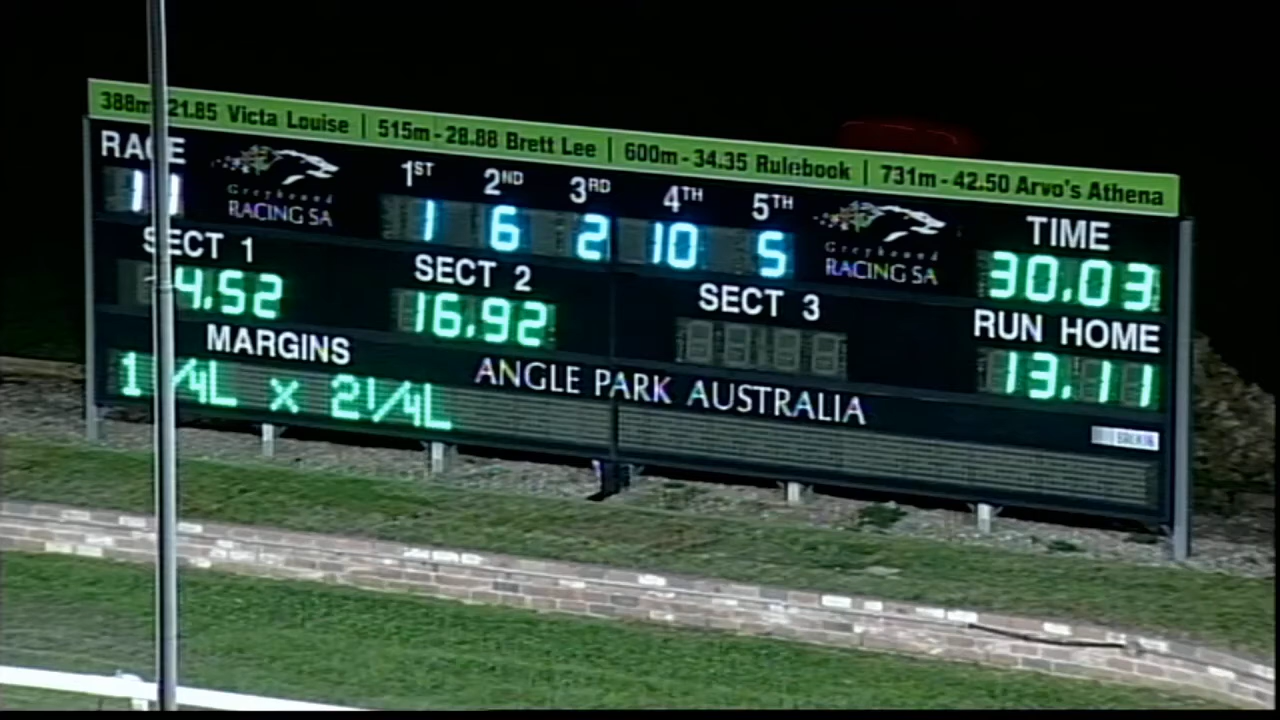 388m-21.85 Victa Louise | 515m-28.88 Brett Lee | 600m-34.35 Rulebook | 731m-42.50 Arvo's Athena
RACE
11
Greyhound
RACING SA
1ST 2ND 3RD 4TH 5TH
1 6 2 10 5
Greyhound
RACING SA
TIME
30.03
SECT 1
4.52
SECT 2
16.92
SECT 3
RUN HOME
13.11
MARGINS
1 1/4L x 2 1/4L
ANGLE PARK AUSTRALIA